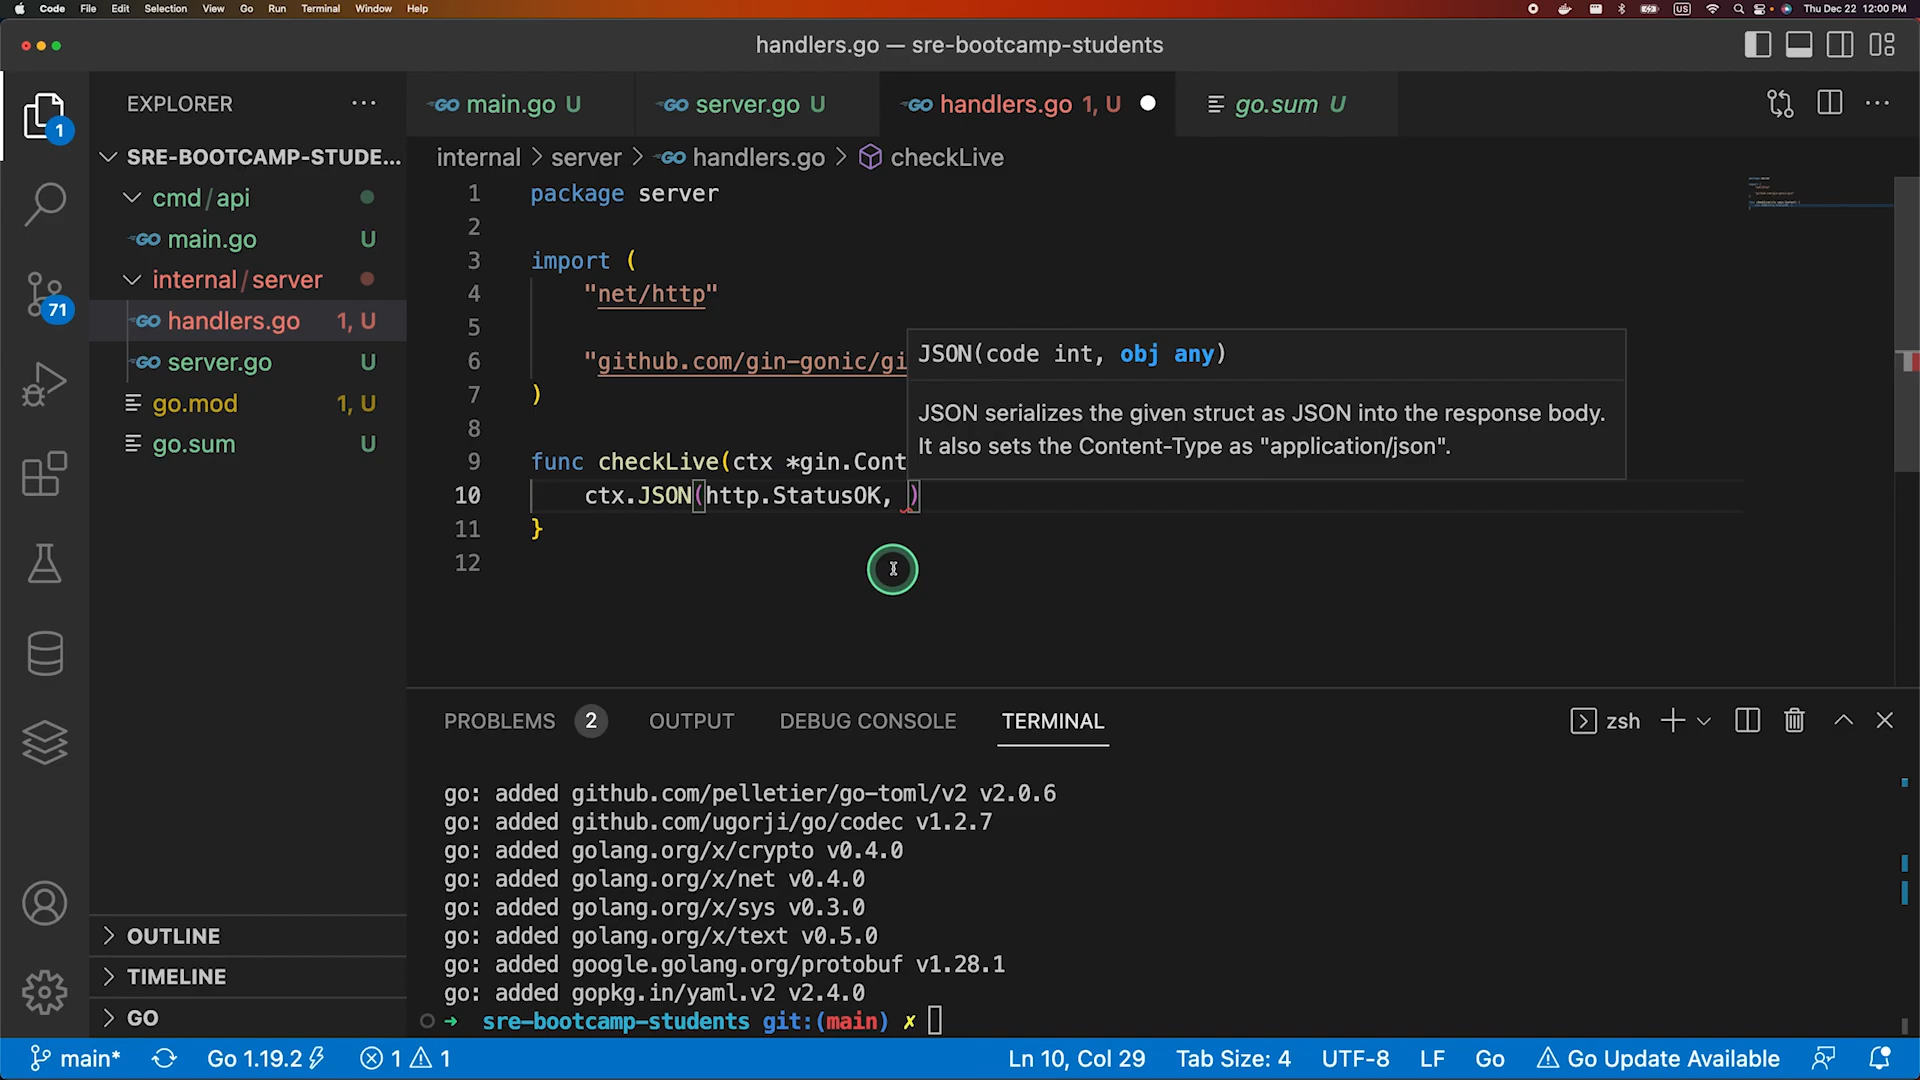 Code File Edit Selection View Go Run Terminal Window Help US Thu Dec 22 12:00 PM
handlers.go — sre-bootcamp-students
EXPLORER
GO main.go U GO server.go U GO handlers.go 1, U go.sum U
SRE-BOOTCAMP-STUDE...
internal > server > GO handlers.go > checkLive
cmd/api
GO main.go U
internal/server
GO handlers.go 1, U
GO server.go U
go.mod 1, U
go.sum U
1
71
1 package server
2
3 import (
4 "net/http"
5
6 "github.com/gin-gonic/gi
7 )
8
9 func checkLive(ctx *gin.Cont
10 ctx.JSON(http.StatusOK, )
11 }
12
JSON(code int, obj any)
JSON serializes the given struct as JSON into the response body.
It also sets the Content-Type as "application/json".
PROBLEMS 2 OUTPUT DEBUG CONSOLE TERMINAL zsh
go: added github.com/pelletier/go-toml/v2 v2.0.6
go: added github.com/ugorji/go/codec v1.2.7
go: added golang.org/x/crypto v0.4.0
go: added golang.org/x/net v0.4.0
go: added golang.org/x/sys v0.3.0
go: added golang.org/x/text v0.5.0
go: added google.golang.org/protobuf v1.28.1
go: added gopkg.in/yaml.v2 v2.4.0
➜ sre-bootcamp-students git:(main) ✗
OUTLINE
TIMELINE
GO
main* Go 1.19.2 1 1 Ln 10, Col 29 Tab Size: 4 UTF-8 LF Go Go Update Available